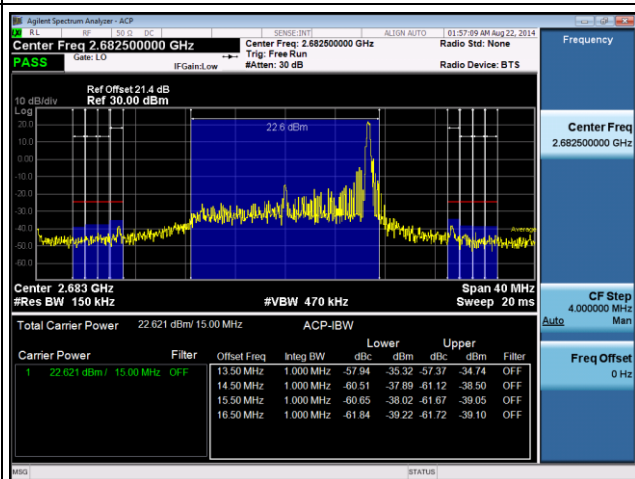 Agilent Spectrum Analyzer - ACP
RL RF 50 Ω DC SENSE:INT ALIGN AUTO 01:57:09 AM Aug 22, 2014
Center Freq 2.682500000 GHz
Center Freq: 2.682500000 GHz
Radio Std: None
PASS
Gate: LO
IFGain:Low
Trig: Free Run
#Atten: 30 dB
Radio Device: BTS
Frequency
Ref Offset 21.4 dB
10 dB/div Ref 30.00 dBm
Log
22.6 dBm
20.0
10.0
0.00
-10.0
-20.0
-30.0
-40.0
-50.0
-60.0
Average
Center Freq
2.682500000 GHz
Center 2.683 GHz
Span 40 MHz
#Res BW 150 kHz
#VBW 470 kHz
Sweep 20 ms
CF Step
4.000000 MHz
Auto Man
Freq Offset
0 Hz
Total Carrier Power 22.621 dBm/ 15.00 MHz ACP-IBW
Lower Upper
Carrier Power Filter Offset Freq Integ BW dBc dBm dBc dBm Filter
1 22.621 dBm / 15.00 MHz OFF
13.50 MHz 1.000 MHz -57.94 -35.32 -57.37 -34.74 OFF
14.50 MHz 1.000 MHz -60.51 -37.89 -61.12 -38.50 OFF
15.50 MHz 1.000 MHz -60.65 -38.02 -61.67 -39.05 OFF
16.50 MHz 1.000 MHz -61.84 -39.22 -61.72 -39.10 OFF
MSG STATUS